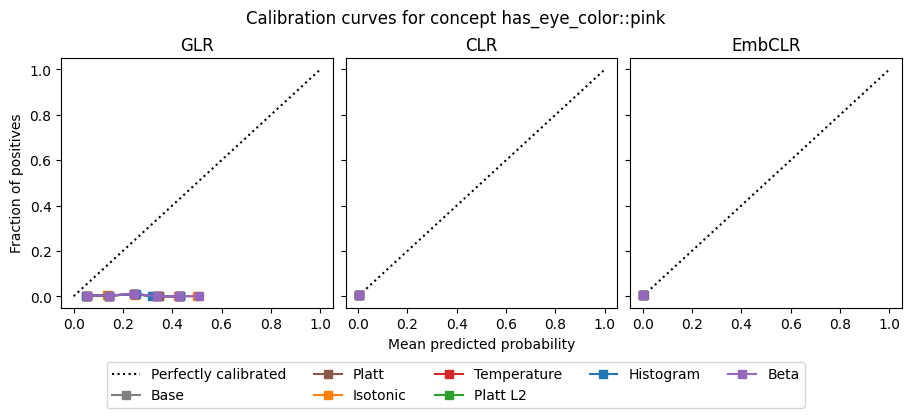 Calibration curves for concept has_eye_color::pink
GLR
CLR
EmbCLR
Fraction of positives
1.0
0.8
0.6
0.4
0.2
0.0
0.0 0.2 0.4 0.6 0.8 1.0
0.0 0.2 0.4 0.6 0.8 1.0
0.0 0.2 0.4 0.6 0.8 1.0
Mean predicted probability
Perfectly calibrated
Base
Platt
Isotonic
Temperature
Platt L2
Histogram
Beta